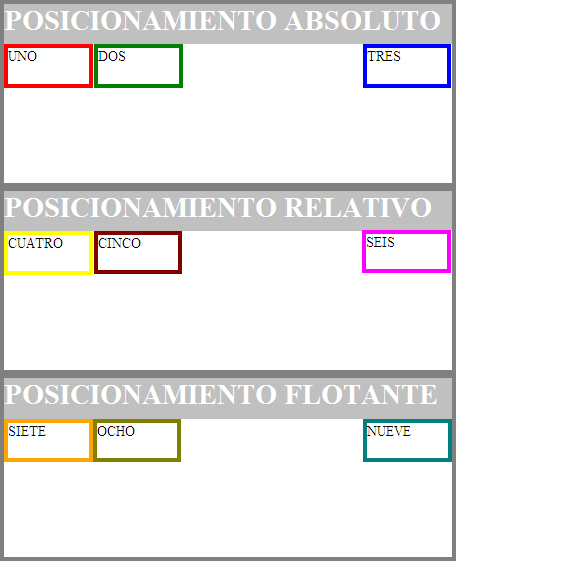 POSICIONAMIENTO ABSOLUTO
UNO DOS TRES
POSICIONAMIENTO RELATIVO
CUATRO CINCO SEIS
POSICIONAMIENTO FLOTANTE
SIETE OCHO NUEVE